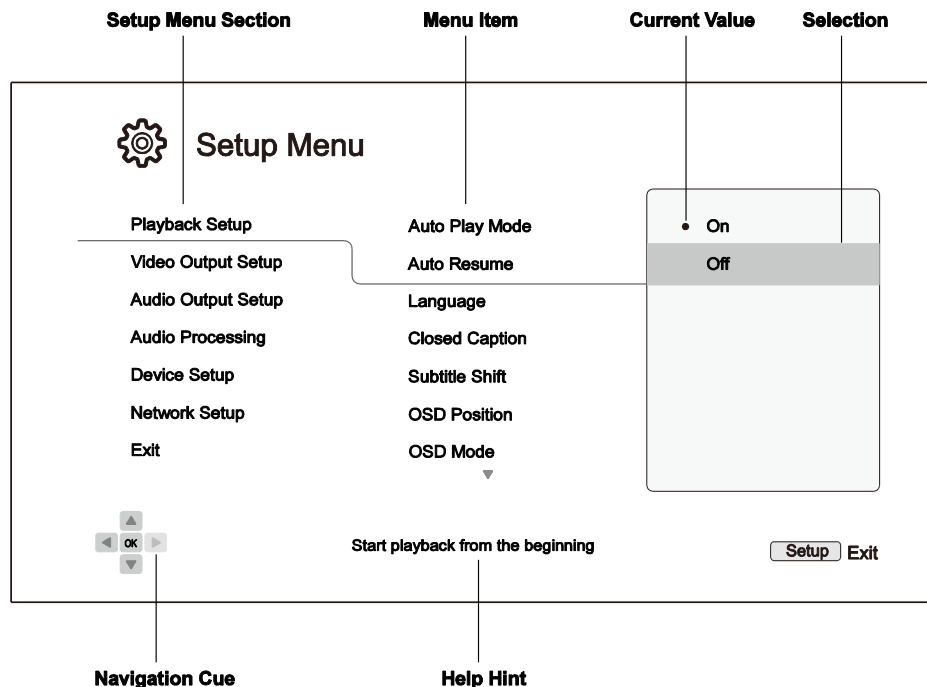 Setup Menu Section
Menu Item
Current Value
Selection
Setup Menu
Playback Setup
Video Output Setup
Audio Output Setup
Audio Processing
Device Setup
Network Setup
Exit
Auto Play Mode
Auto Resume
Language
Closed Caption
Subtitle Shift
OSD Position
OSD Mode
On
Off
OK
Start playback from the beginning
Setup Exit
Navigation Cue
Help Hint